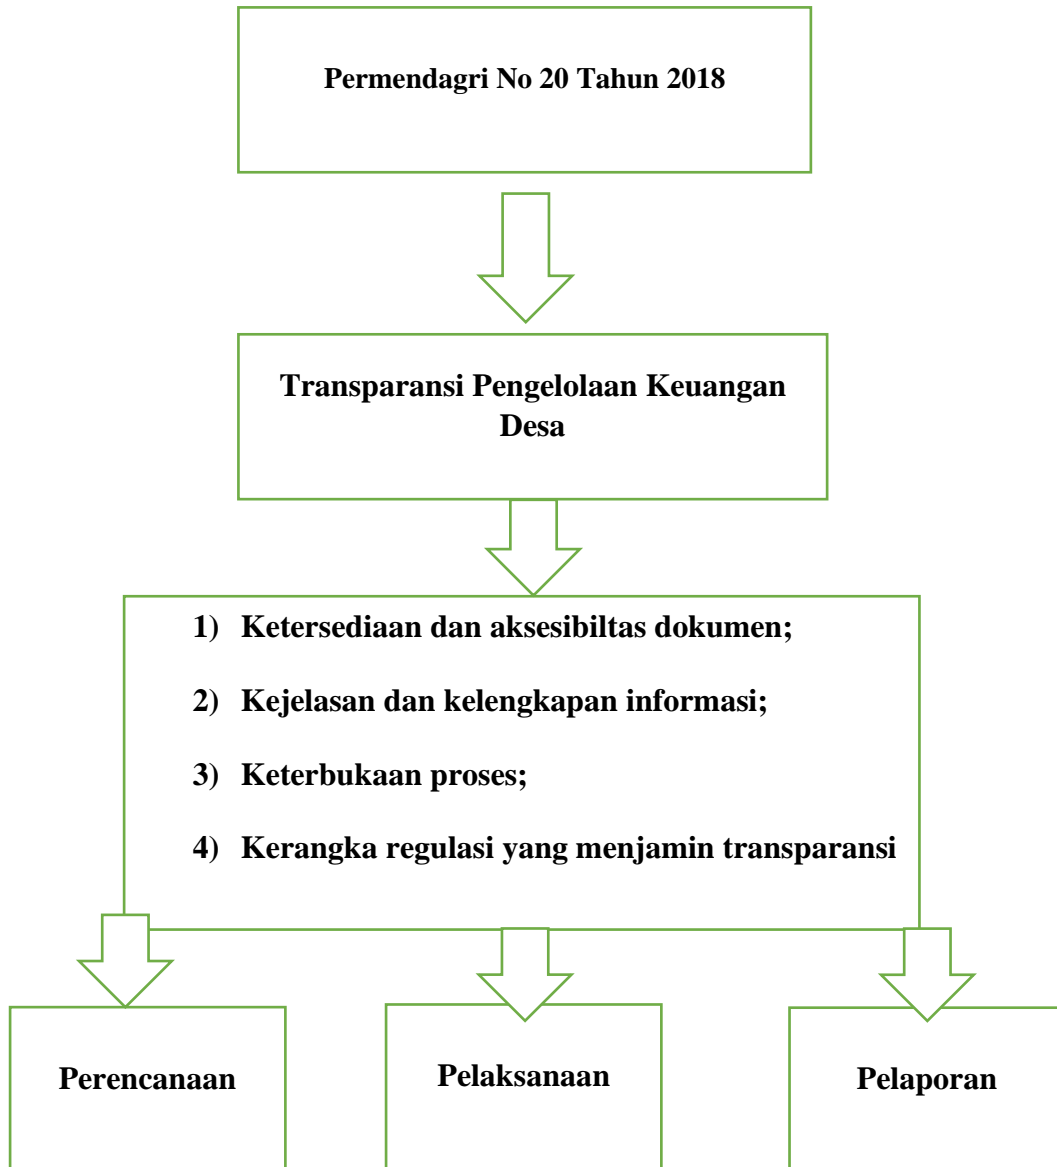 Permendagri No 20 Tahun 2018
Transparansi Pengelolaan Keuangan
Desa
1) Ketersediaan dan aksesibiltas dokumen;
2) Kejelasan dan kelengkapan informasi;
3) Keterbukaan proses;
4) Kerangka regulasi yang menjamin transparansi
Perencanaan
Pelaksanaan
Pelaporan